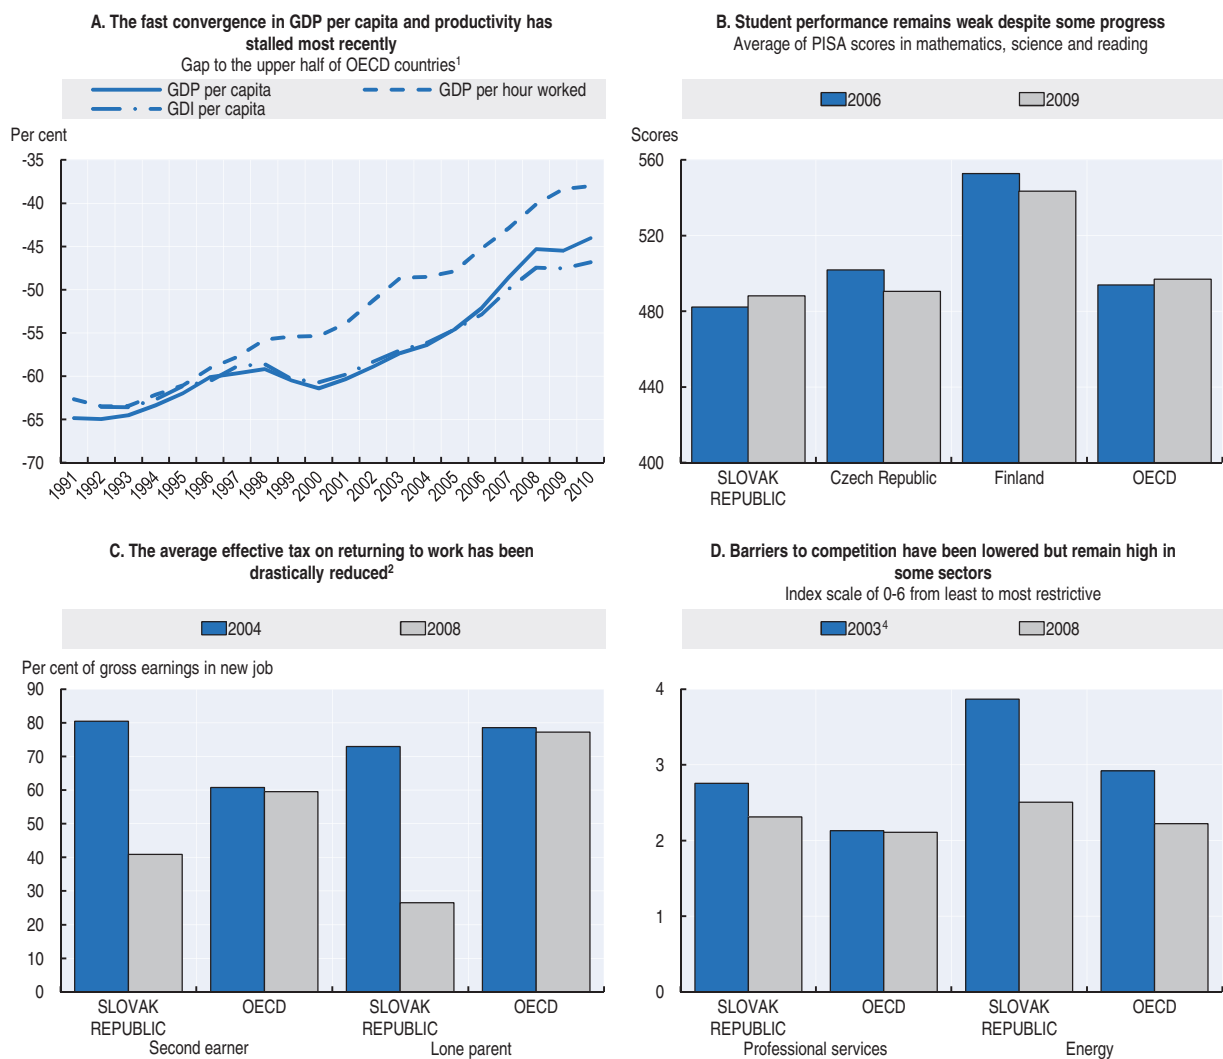 A. The fast convergence in GDP per capita and productivity has
stalled most recently
Gap to the upper half of OECD countries¹
GDP per capita
GDP per hour worked
GDI per capita
Per cent
-35
-40
-45
-50
-55
-60
-65
-70
1991
1992
1993
1994
1995
1996
1997
1998
1999
2000
2001
2002
2003
2004
2005
2006
2007
2008
2009
2010
B. Student performance remains weak despite some progress
Average of PISA scores in mathematics, science and reading
2006
2009
Scores
560
520
480
440
400
SLOVAK
REPUBLIC
Czech Republic
Finland
OECD
C. The average effective tax on returning to work has been
drastically reduced²
2004
2008
Per cent of gross earnings in new job
90
80
70
60
50
40
30
20
10
0
SLOVAK
REPUBLIC
OECD
SLOVAK
REPUBLIC
OECD
Second earner
Lone parent
D. Barriers to competition have been lowered but remain high in
some sectors
Index scale of 0-6 from least to most restrictive
2003⁴
2008
4
3
2
1
0
SLOVAK
REPUBLIC
OECD
SLOVAK
REPUBLIC
OECD
Professional services
Energy